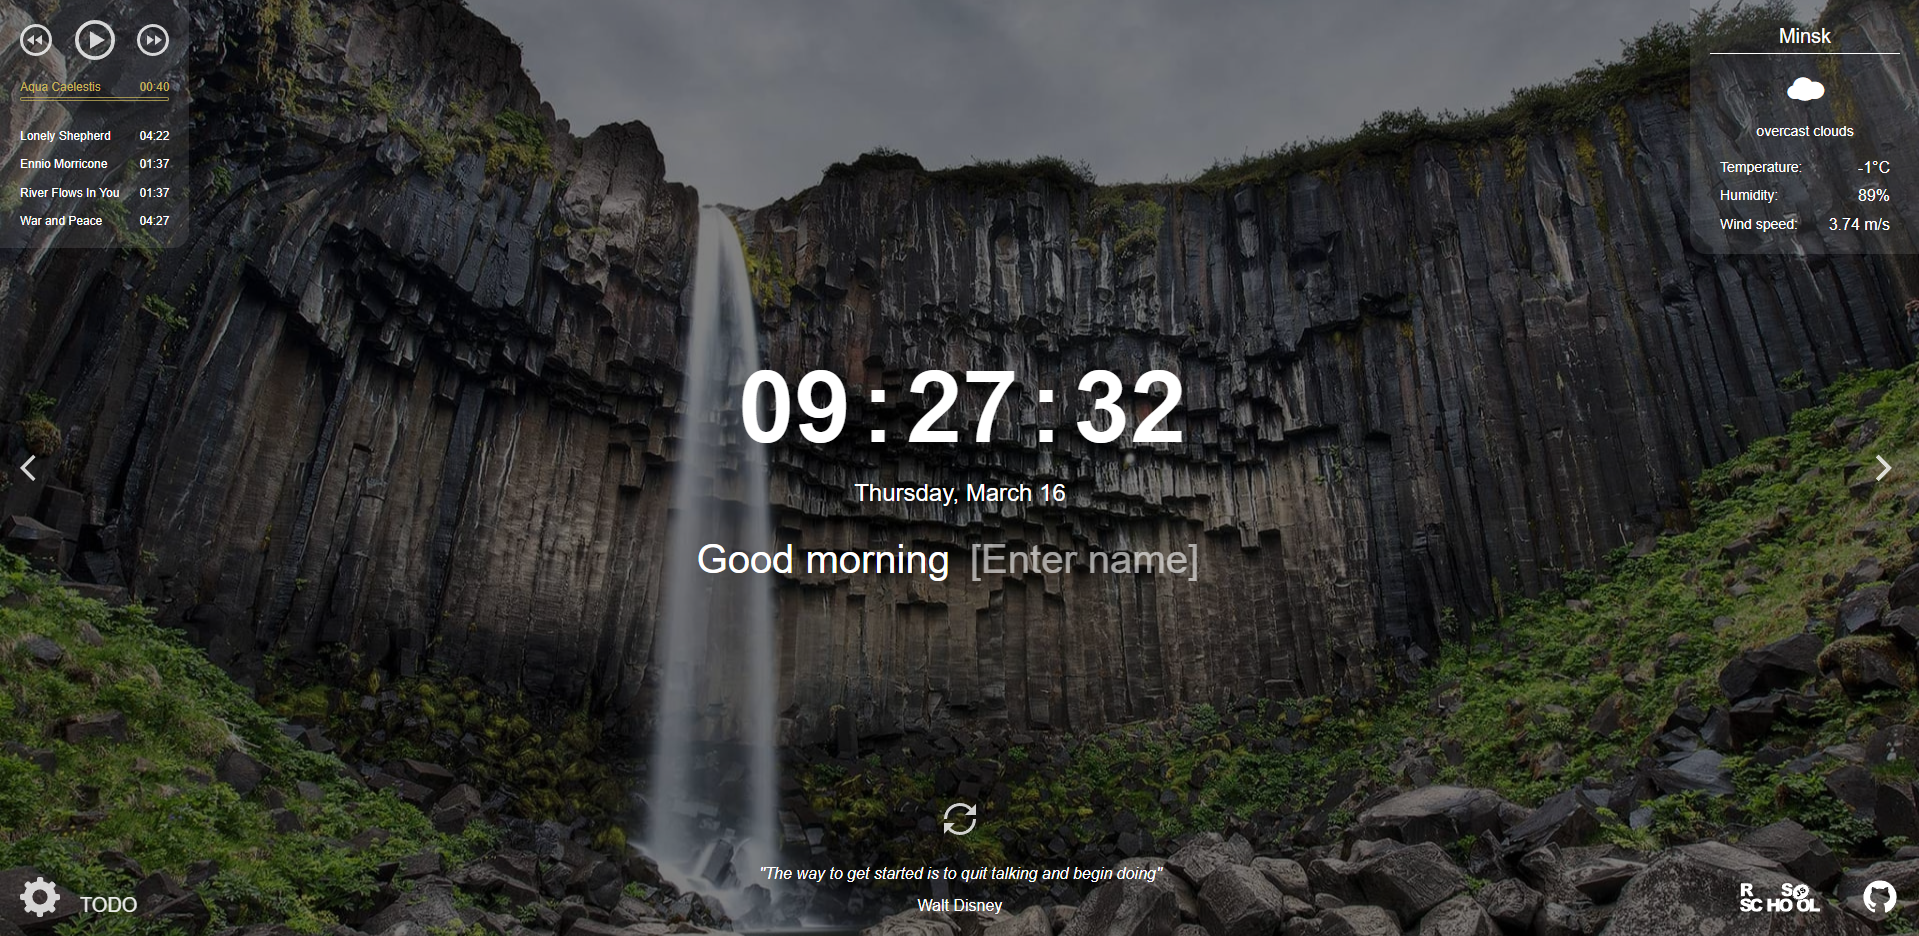 Aqua Caelestis 00:40
Lonely Shepherd 04:22
Ennio Morricone 01:37
River Flows In You 01:37
War and Peace 04:27
Minsk
overcast clouds
Temperature: -1°C
Humidity: 89%
Wind speed: 3.74 m/s
09:27:32
Thursday, March 16
Good morning [Enter name]
"The way to get started is to quit talking and begin doing"
Walt Disney
TODO
R S
SCHOOL